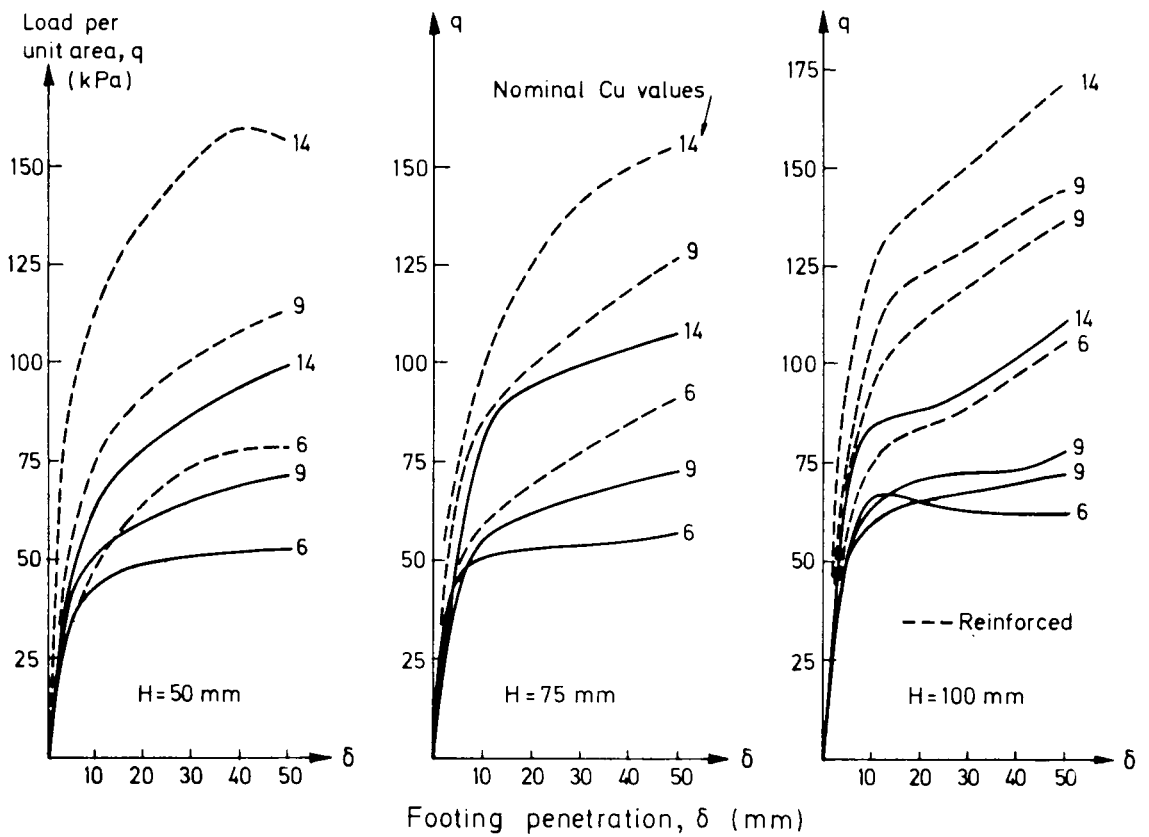 Load per
unit area, q
(kPa)
150
125
100
75
50
25
14
9
14
6
9
6
H = 50 mm
10 20 30 40 50 δ
q
Nominal Cu values
150
125
100
75
50
25
14
9
14
6
9
6
H = 75 mm
10 20 30 40 50 δ
q
175
150
125
100
75
50
25
14
9
9
14
6
9
9
6
Reinforced
H = 100 mm
10 20 30 40 50 δ
Footing penetration, δ (mm)